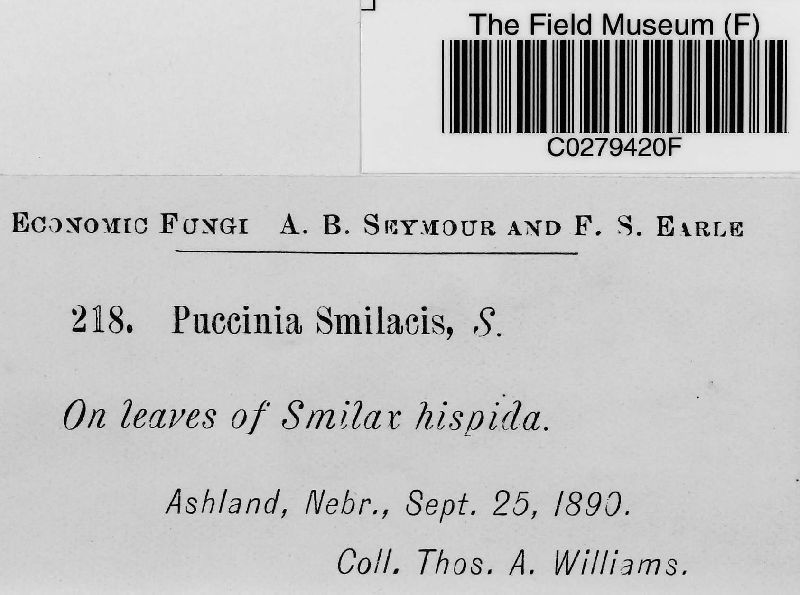 The Field Museum (F)
C0279420F
ECONOMIC FUNGI A. B. SEYMOUR AND F. S. EARLE
218. Puccinia Smilacis, S.
On leaves of Smilax hispida.
Ashland, Nebr., Sept. 25, 1890.
Coll. Thos. A. Williams.